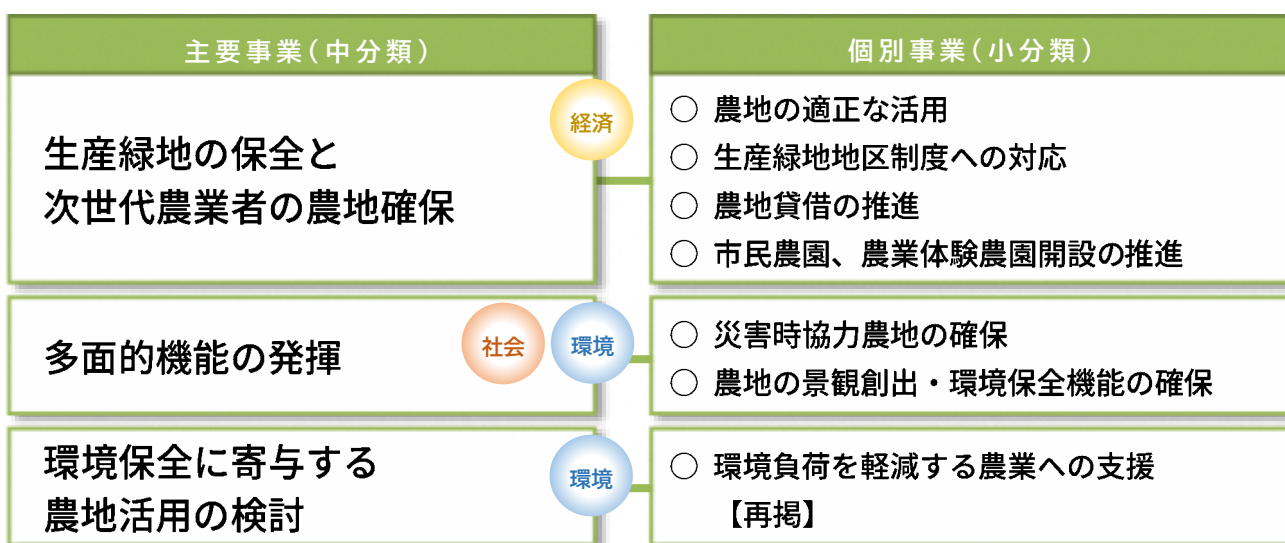 主要事業（中分類）
個別事業（小分類）
生産緑地の保全と
次世代農業者の農地確保
経済
○ 農地の適正な活用
○ 生産緑地地区制度への対応
○ 農地貸借の推進
○ 市民農園、農業体験農園開設の推進
多面的機能の発揮
社会
環境
○ 災害時協力農地の確保
○ 農地の景観創出・環境保全機能の確保
環境保全に寄与する
農地活用の検討
環境
○ 環境負荷を軽減する農業への支援
【再掲】